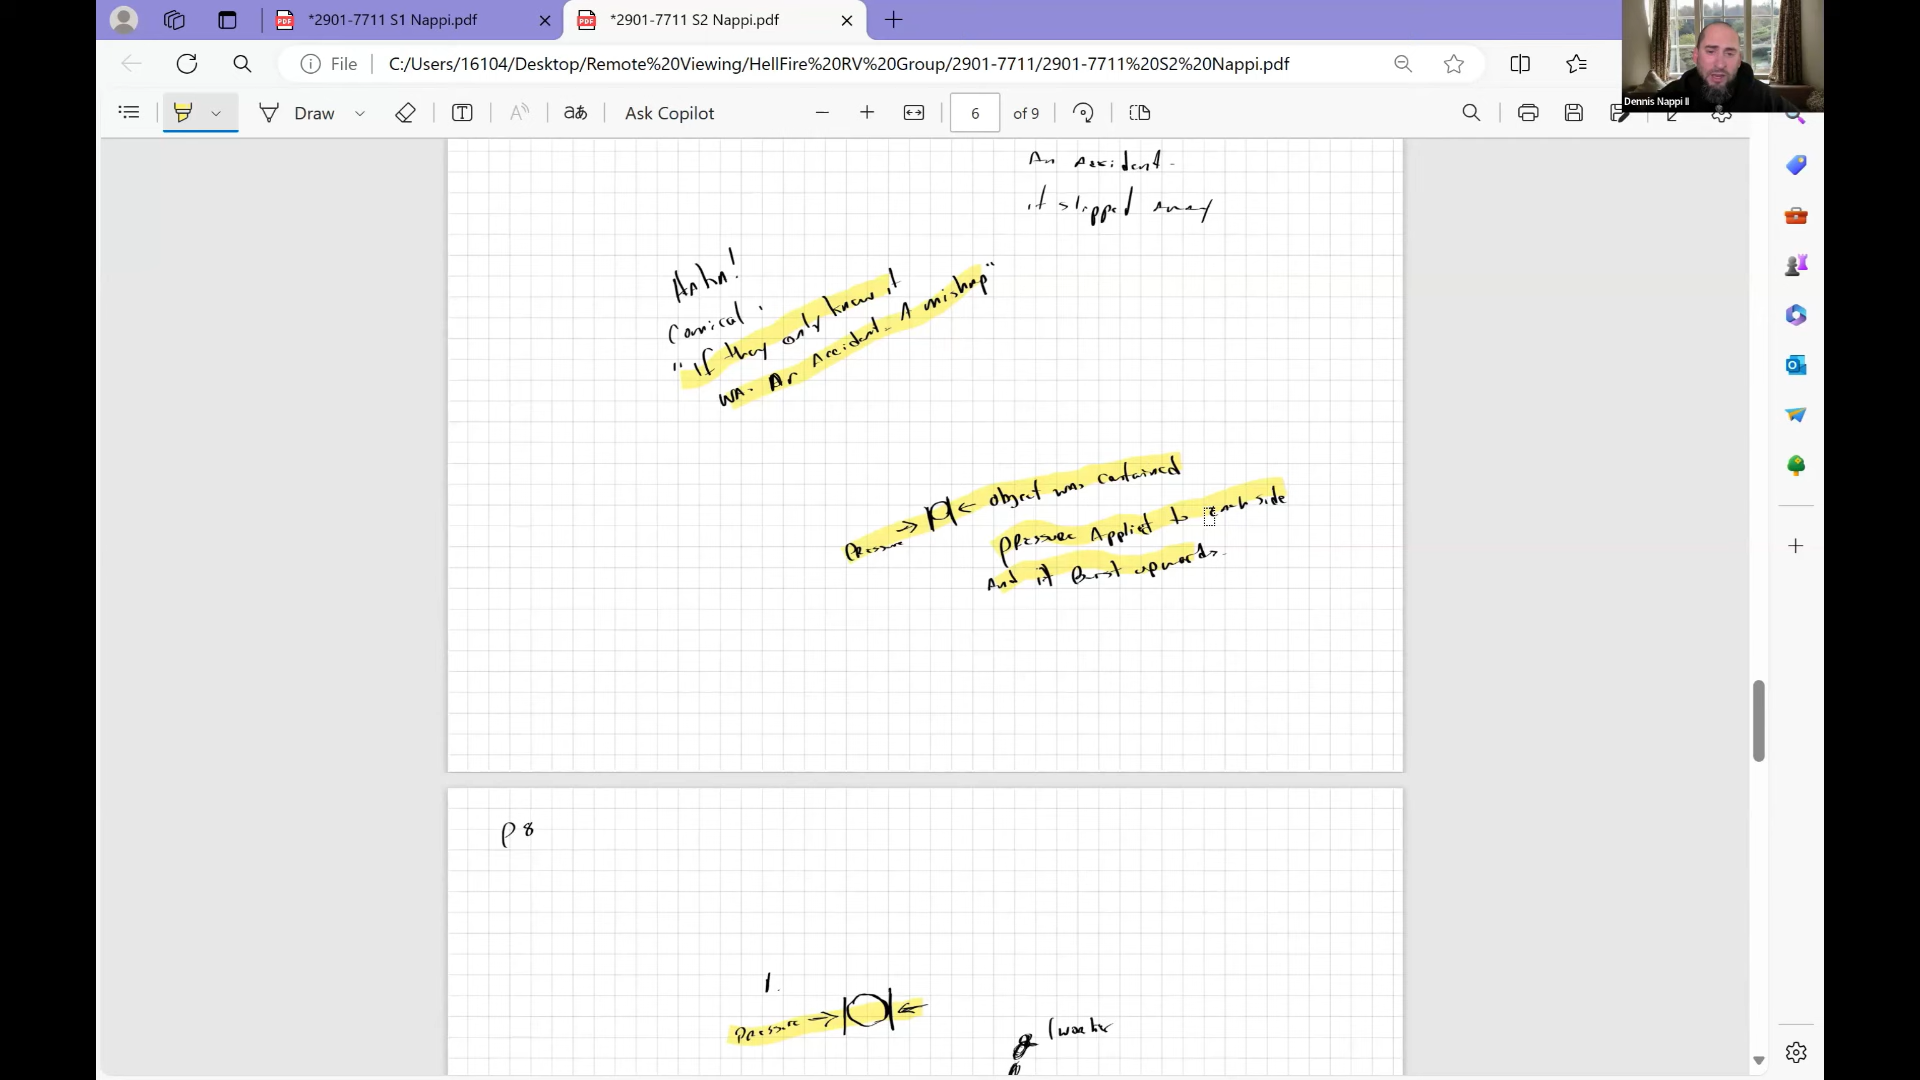 *2901-7711 S1 Nappi.pdf
*2901-7711 S2 Nappi.pdf
File
C:/Users/16104/Desktop/Remote%20Viewing/HellFire%20RV%20Group/2901-7711/2901-7711%20S2%20Nappi.pdf
Dennis Nappi II
Draw
Ask Copilot
6 of 9
An Accident.
it slipped away
Comical.
"If they only knew it
was An Accident. A mishap"
object was contained
Pressure
Pressure Applied to each side
And it Burst upwards.
P8
1.
Pressure